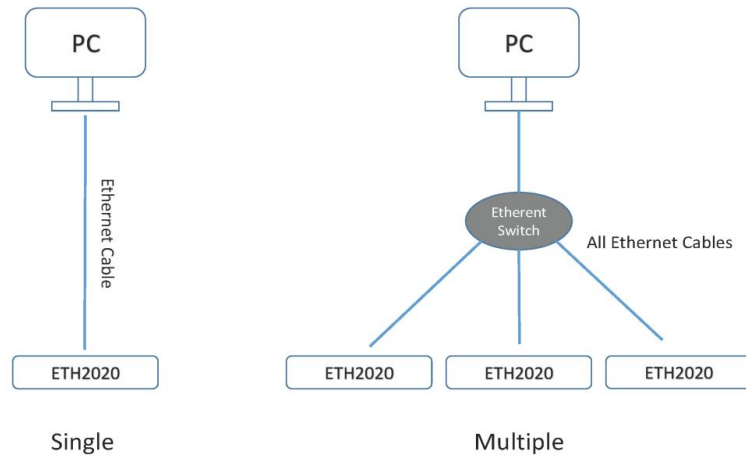 PC
Ethernet Cable
ETH2020
Single
PC
Etherent
Switch
All Ethernet Cables
ETH2020
ETH2020
ETH2020
Multiple